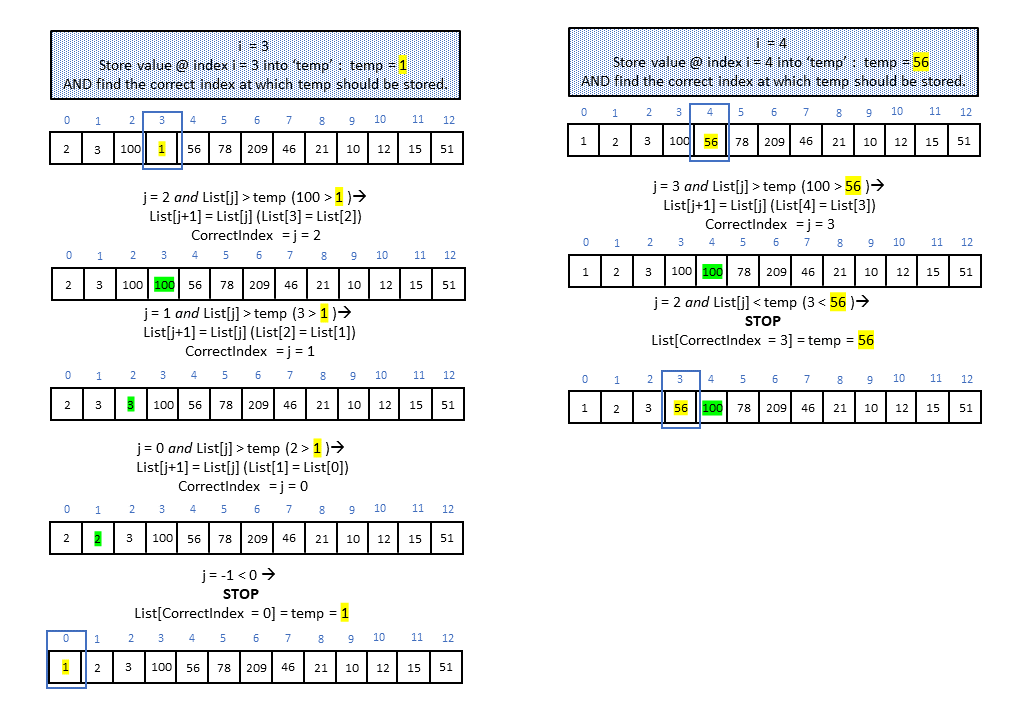 i = 3
Store value @ index i = 3 into ‘temp’ : temp = 1
AND find the correct index at which temp should be stored.
0 1 2 3 4 5 6 7 8 9 10 11 12
2 3 100 1 56 78 209 46 21 10 12 15 51
j = 2 and List[j] > temp (100 > 1 )→
List[j+1] = List[j] (List[3] = List[2])
CorrectIndex = j = 2
0 1 2 3 4 5 6 7 8 9 10 11 12
2 3 100 100 56 78 209 46 21 10 12 15 51
j = 1 and List[j] > temp (3 > 1 )→
List[j+1] = List[j] (List[2] = List[1])
CorrectIndex = j = 1
0 1 2 3 4 5 6 7 8 9 10 11 12
2 3 3 100 56 78 209 46 21 10 12 15 51
j = 0 and List[j] > temp (2 > 1 )→
List[j+1] = List[j] (List[1] = List[0])
CorrectIndex = j = 0
0 1 2 3 4 5 6 7 8 9 10 11 12
2 2 3 100 56 78 209 46 21 10 12 15 51
j = -1 < 0 →
STOP
List[CorrectIndex = 0] = temp = 1
0 1 2 3 4 5 6 7 8 9 10 11 12
1 2 3 100 56 78 209 46 21 10 12 15 51
i = 4
Store value @ index i = 4 into ‘temp’ : temp = 56
AND find the correct index at which temp should be stored.
0 1 2 3 4 5 6 7 8 9 10 11 12
1 2 3 100 56 78 209 46 21 10 12 15 51
j = 3 and List[j] > temp (100 > 56 )→
List[j+1] = List[j] (List[4] = List[3])
CorrectIndex = j = 3
0 1 2 3 4 5 6 7 8 9 10 11 12
1 2 3 100 100 78 209 46 21 10 12 15 51
j = 2 and List[j] < temp (3 < 56 )→
STOP
List[CorrectIndex = 3] = temp = 56
0 1 2 3 4 5 6 7 8 9 10 11 12
1 2 3 56 100 78 209 46 21 10 12 15 51